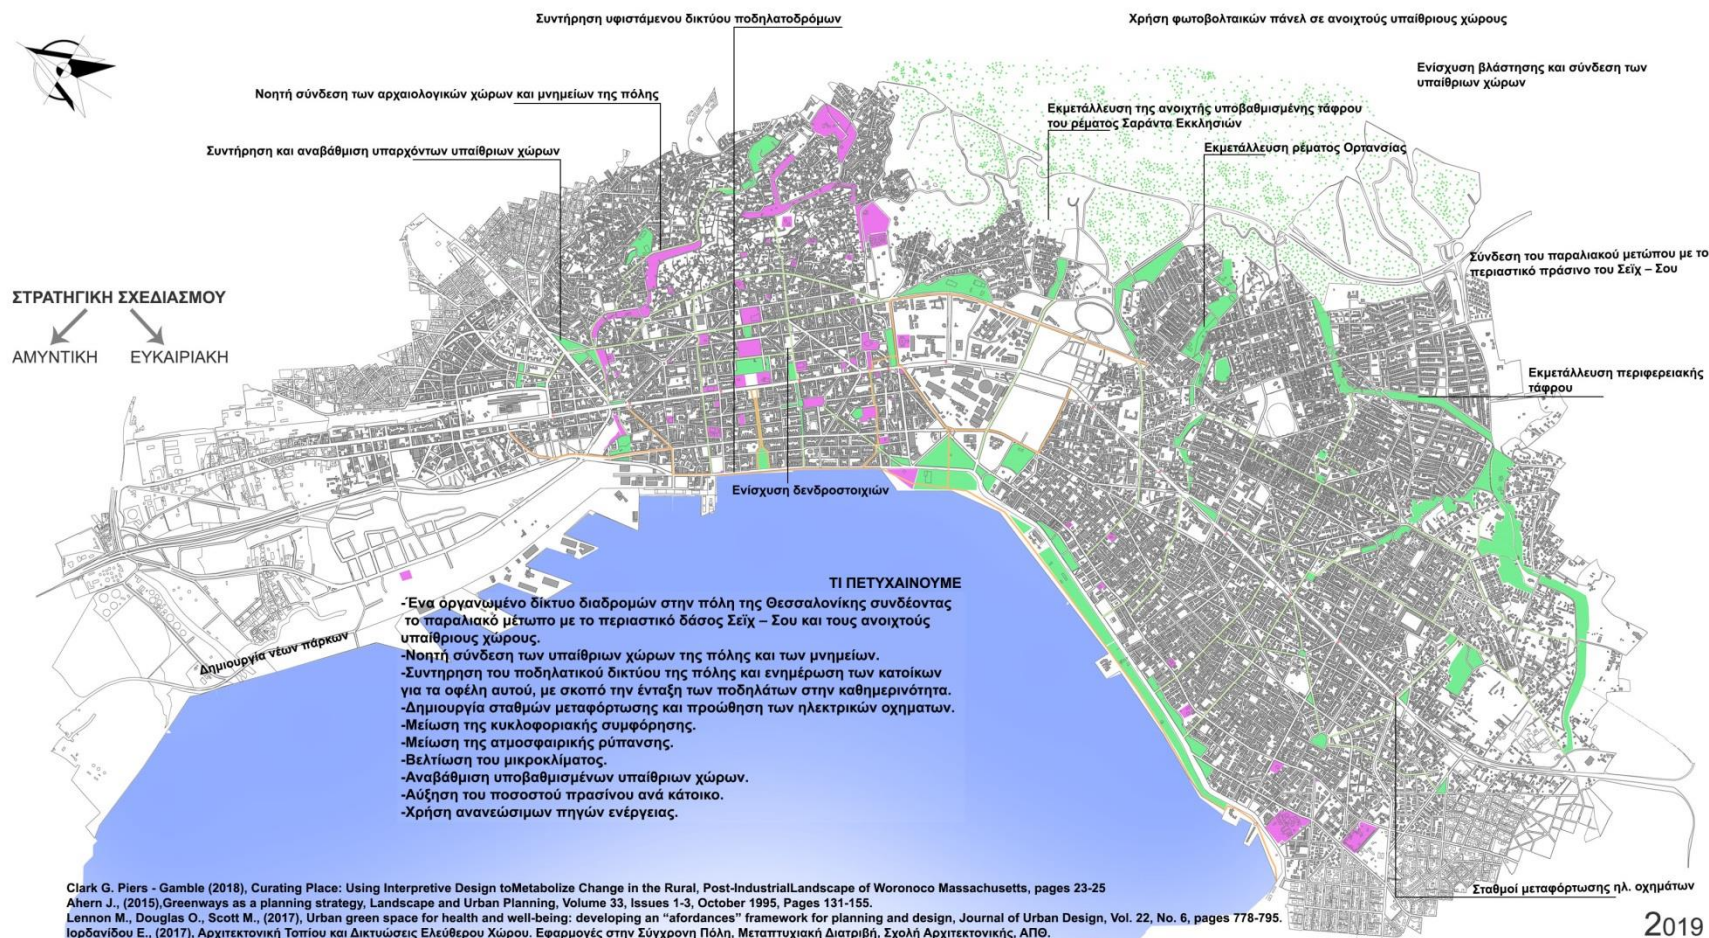 Συντήρηση υφιστάμενου δικτύου ποδηλατοδρόμων
Χρήση φωτοβολταικών πάνελ σε ανοιχτούς υπαίθριους χώρους
Ενίσχυση βλάστησης και σύνδεση των
υπαίθριων χώρων
Νοητή σύνδεση των αρχαιολογικών χώρων και μνημείων της πόλης
Εκμετάλλευση της ανοιχτής υποβαθμισμένης τάφρου
του ρέματος Σαράντα Εκκλησιών
Συντήρηση και αναβάθμιση υπαρχόντων υπαίθριων χώρων
Εκμετάλλευση ρέματος Ορτανσίας
Σύνδεση του παραλιακού μετώπου με το
περιαστικό πράσινο του Σεϊχ – Σου
ΣΤΡΑΤΗΓΙΚΗ ΣΧΕΔΙΑΣΜΟΥ
ΑΜΥΝΤΙΚΗ ΕΥΚΑΙΡΙΑΚΗ
Εκμετάλλευση περιφερειακής
τάφρου
Ενίσχυση δενδροστοιχιών
ΤΙ ΠΕΤΥΧΑΙΝΟΥΜΕ
-Ένα οργανωμένο δίκτυο διαδρομών στην πόλη της Θεσσαλονίκης συνδέοντας
το παραλιακό μέτωπο με το περιαστικό δάσος Σεϊχ – Σου και τους ανοιχτούς
υπαίθριους χώρους.
-Νοητή σύνδεση των υπαίθριων χώρων της πόλης και των μνημείων.
-Συντηρηση του ποδηλατικού δικτύου της πόλης και ενημέρωση των κατοίκων
για τα οφέλη αυτού, με σκοπό την ένταξη των ποδηλάτων στην καθημερινότητα.
-Δημιουργία σταθμών μεταφόρτωσης και προώθηση των ηλεκτρικών οχηματων.
-Μείωση της κυκλοφοριακής συμφόρησης.
-Μείωση της ατμοσφαιρικής ρύπανσης.
-Βελτίωση του μικροκλίματος.
-Αναβάθμιση υποβαθμισμένων υπαίθριων χώρων.
-Αύξηση του ποσοστού πρασίνου ανά κάτοικο.
-Χρήση ανανεώσιμων πηγών ενέργειας.
Δημιουργία νέων πάρκων
Σταθμοί μεταφόρτωσης ηλ. οχημάτων
Clark G. Piers - Gamble (2018), Curating Place: Using Interpretive Design toMetabolize Change in the Rural, Post-IndustrialLandscape of Woronoco Massachusetts, pages 23-25
Ahern J., (2015),Greenways as a planning strategy, Landscape and Urban Planning, Volume 33, Issues 1-3, October 1995, Pages 131-155.
Lennon M., Douglas O., Scott M., (2017), Urban green space for health and well-being: developing an “afordances” framework for planning and design, Journal of Urban Design, Vol. 22, No. 6, pages 778-795.
Ιορδανίδου Ε., (2017), Αρχιτεκτονική Τοπίου και Δικτυώσεις Ελεύθερου Χώρου. Εφαρμογές στην Σύγχρονη Πόλη, Μεταπτυχιακή Διατριβή, Σχολή Αρχιτεκτονικής, ΑΠΘ.
2019